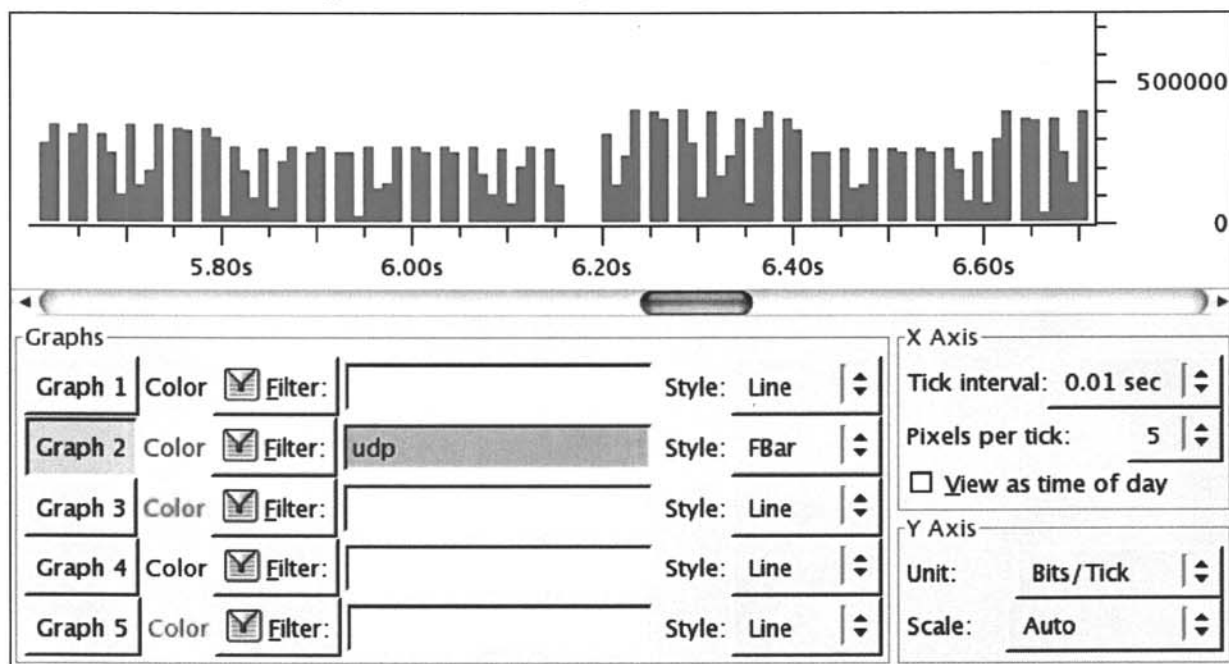 500000
0
5.80s 6.00s 6.20s 6.40s 6.60s
Graphs
Graph 1 Color Filter: Style: Line
Graph 2 Color Filter: udp Style: FBar
Graph 3 Color Filter: Style: Line
Graph 4 Color Filter: Style: Line
Graph 5 Color Filter: Style: Line
X Axis
Tick interval: 0.01 sec
Pixels per tick: 5
View as time of day
Y Axis
Unit: Bits/Tick
Scale: Auto